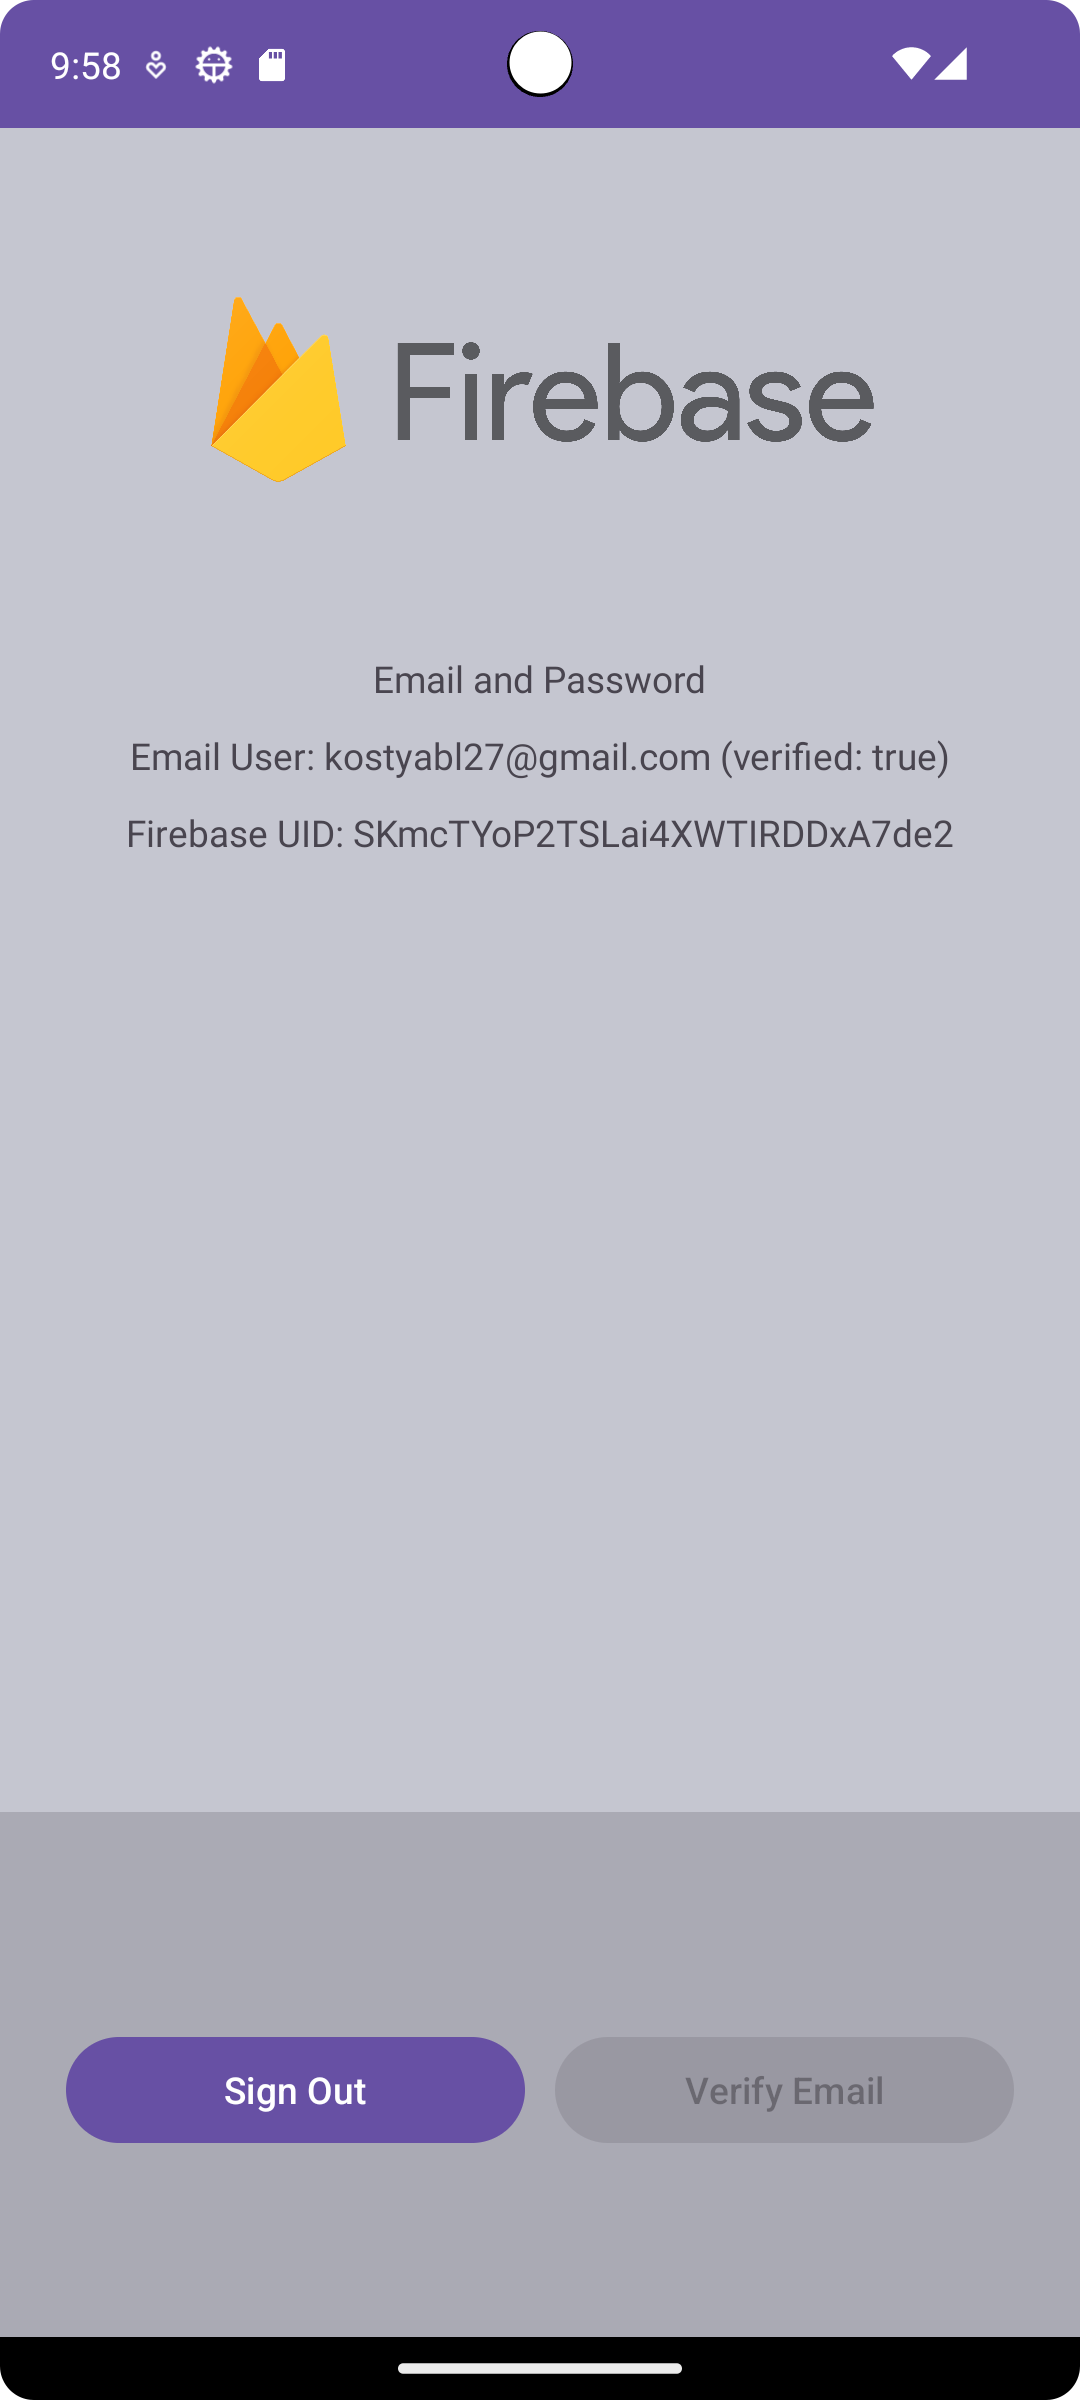 9:58
Firebase
Email and Password
Email User: kostyabl27@gmail.com (verified: true)
Firebase UID: SKmcTYoP2TSLai4XWTIRDDxA7de2
Sign Out
Verify Email